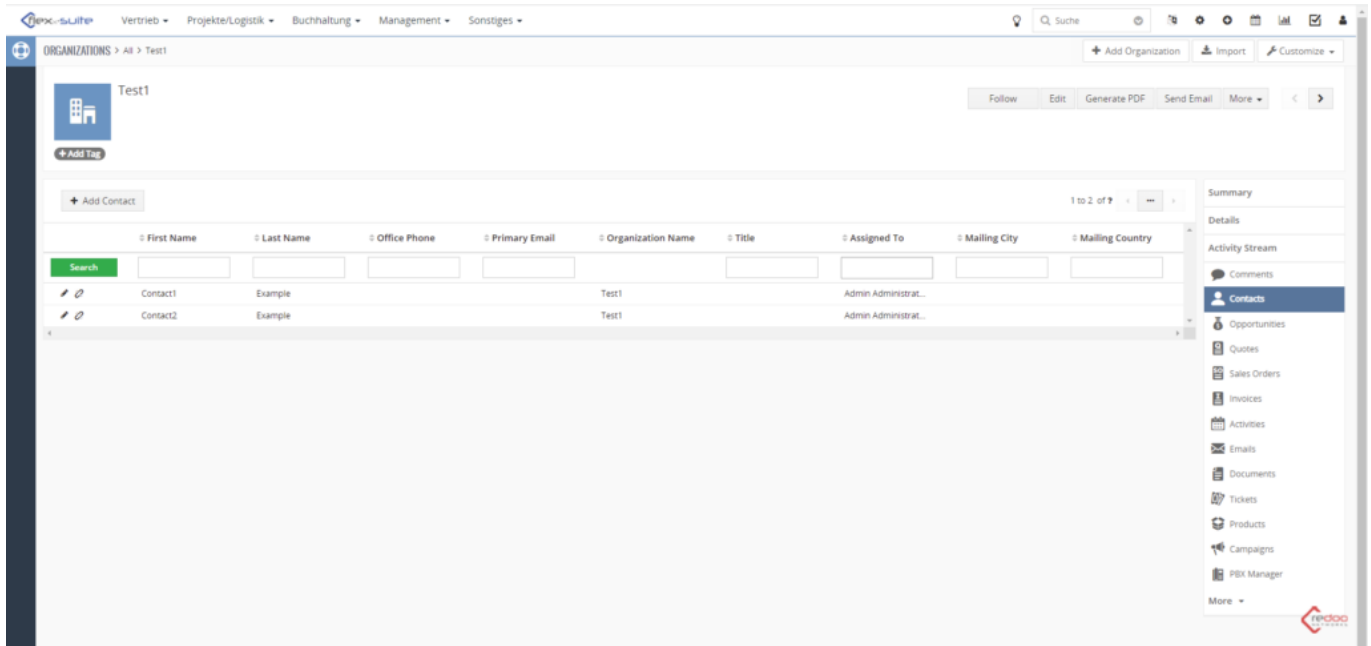 flex-suite Vertrieb Projekte/Logistik Buchhaltung Management Sonstiges Suche
ORGANIZATIONS > All > Test1 + Add Organization Import Customize
Test1
Follow Edit Generate PDF Send Email More
+ Add Tag
+ Add Contact 1 to 2 of ?
First Name Last Name Office Phone Primary Email Organization Name Title Assigned To Mailing City Mailing Country
Search
Contact1 Example Test1 Admin Administrat...
Contact2 Example Test1 Admin Administrat...
Summary
Details
Activity Stream
Comments
Contacts
Opportunities
Quotes
Sales Orders
Invoices
Activities
Emails
Documents
Tickets
Products
Campaigns
PBX Manager
More
redoo
NETWORKS